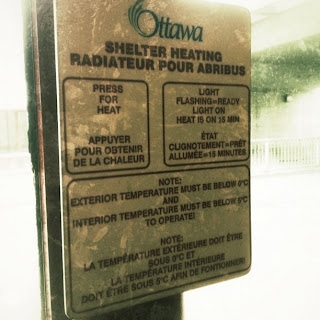 Ottawa
SHELTER HEATING
RADIATEUR POUR ABRIBUS
PRESS
FOR
HEAT
APPUYER
POUR OBTENIR
DE LA CHALEUR
LIGHT
FLASHING=READY
LIGHT ON
HEAT IS ON 15 MIN
ÉTAT
CLIGNOTEMENT=PRÊT
ALLUMÉE=15 MINUTES
NOTE:
EXTERIOR TEMPERATURE MUST BE BELOW 0°C
AND
INTERIOR TEMPERATURE MUST BE BELOW 5°C
TO OPERATE!
NOTE:
LA TEMPÉRATURE EXTÉRIEURE DOIT ÊTRE
SOUS 0°C ET
LA TEMPÉRATURE INTÉRIEURE
DOIT ÊTRE SOUS 5°C AFIN DE FONTIONNER!